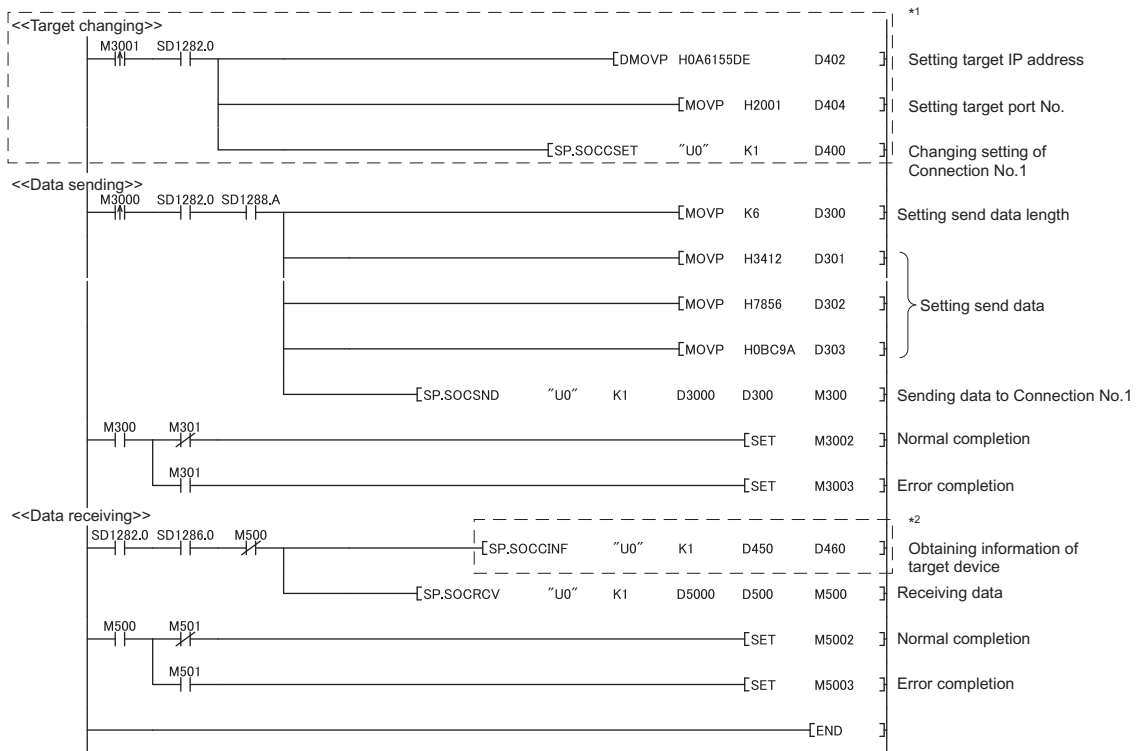 *1
<<Target changing>>
M3001 SD1282.0
[DMOVP H0A6155DE D402 ] Setting target IP address
[MOVP H2001 D404 ] Setting target port No.
[SP.SOCCSET "U0" K1 D400 ] Changing setting of
Connection No.1
<<Data sending>>
M3000 SD1282.0 SD1288.A
[MOVP K6 D300 ] Setting send data length
[MOVP H3412 D301 ]
[MOVP H7856 D302 ] Setting send data
[MOVP H0BC9A D303 ]
[SP.SOCSND "U0" K1 D3000 D300 M300 ] Sending data to Connection No.1
M300 M301
[SET M3002 ] Normal completion
M301
[SET M3003 ] Error completion
<<Data receiving>>
*2
SD1282.0 SD1286.0 M500
[SP.SOCCINF "U0" K1 D450 D460 ] Obtaining information of
target device
[SP.SOCRCV "U0" K1 D5000 D500 M500 ] Receiving data
M500 M501
[SET M5002 ] Normal completion
M501
[SET M5003 ] Error completion
[END ]